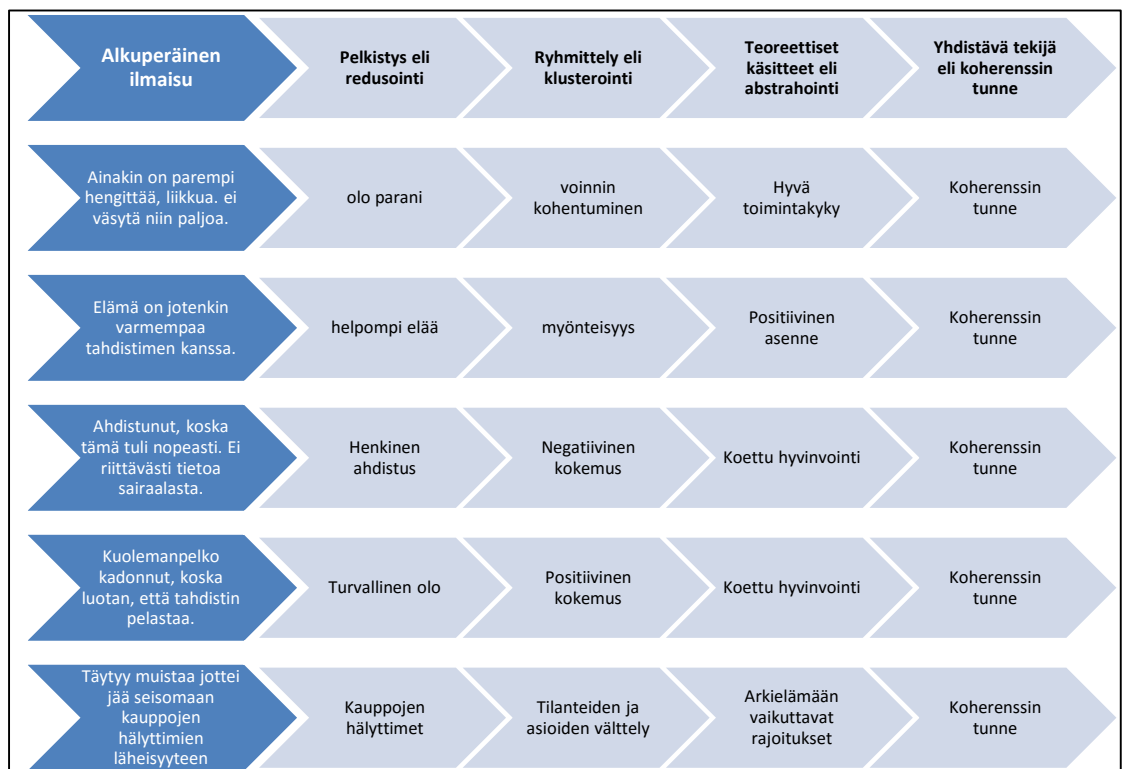 Alkuperäinen
ilmaisu
Pelkistys eli
redusointi
Ryhmittely eli
klusterointi
Teoreettiset
käsitteet eli
abstrahointi
Yhdistävä tekijä
eli koherenssin
tunne
Ainakin on parempi
hengittää, liikkua. ei
väsytä niin paljoa.
olo parani
voinnin
kohentuminen
Hyvä
toimintakyky
Koherenssin
tunne
Elämä on jotenkin
varmempaa
tahdistimen kanssa.
helpompi elää
myönteisyys
Positiivinen
asenne
Koherenssin
tunne
Ahdistunut, koska
tämä tuli nopeasti. Ei
riittävästi tietoa
sairaalasta.
Henkinen
ahdistus
Negatiivinen
kokemus
Koettu hyvinvointi
Koherenssin
tunne
Kuolemanpelko
kadonnut, koska
luotan, että tahdistin
pelastaa.
Turvallinen olo
Positiivinen
kokemus
Koettu hyvinvointi
Koherenssin
tunne
Täytyy muistaa jottei
jää seisomaan
kauppojen
hälyttimien
läheisyyteen
Kauppojen
hälyttimet
Tilanteiden ja
asioiden välttely
Arkielämään
vaikuttavat
rajoitukset
Koherenssin
tunne